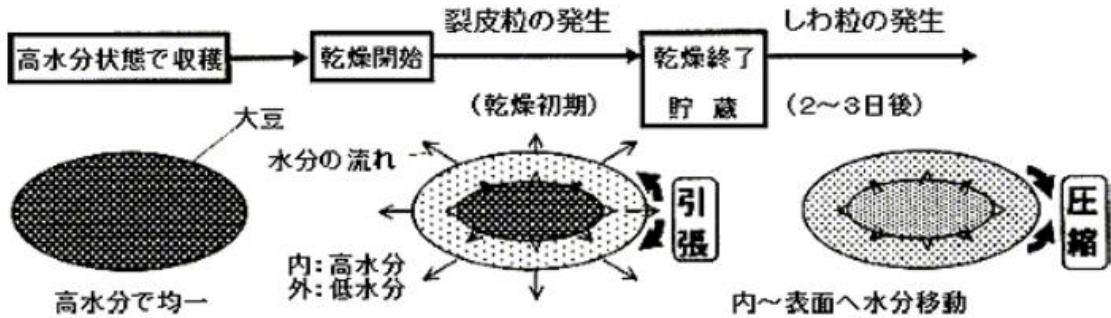 裂皮粒の発生
しわ粒の発生
高水分状態で収穫
乾燥開始
乾燥終了
貯蔵
(乾燥初期)
(2～3日後)
大豆
水分の流れ
引張
圧縮
内：高水分
外：低水分
高水分で均一
内～表面へ水分移動